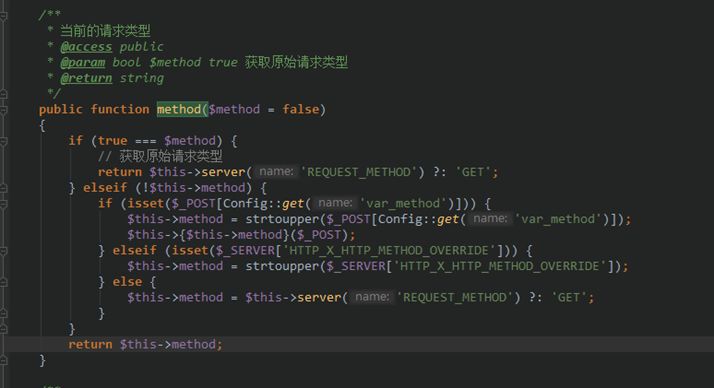 /**
 * 当前的请求类型
 * @access public
 * @param bool $method true 获取原始请求类型
 * @return string
 */
public function method($method = false)
{
    if (true === $method) {
        // 获取原始请求类型
        return $this->server( name: 'REQUEST_METHOD') ?: 'GET';
    } elseif (!$this->method) {
        if (isset($_POST[Config::get( name: 'var_method')])) {
            $this->method = strtoupper($_POST[Config::get( name: 'var_method')]);
            $this->{$this->method}($_POST);
        } elseif (isset($_SERVER['HTTP_X_HTTP_METHOD_OVERRIDE'])) {
            $this->method = strtoupper($_SERVER['HTTP_X_HTTP_METHOD_OVERRIDE']);
        } else {
            $this->method = $this->server( name: 'REQUEST_METHOD') ?: 'GET';
        }
    }
    return $this->method;
}
/**